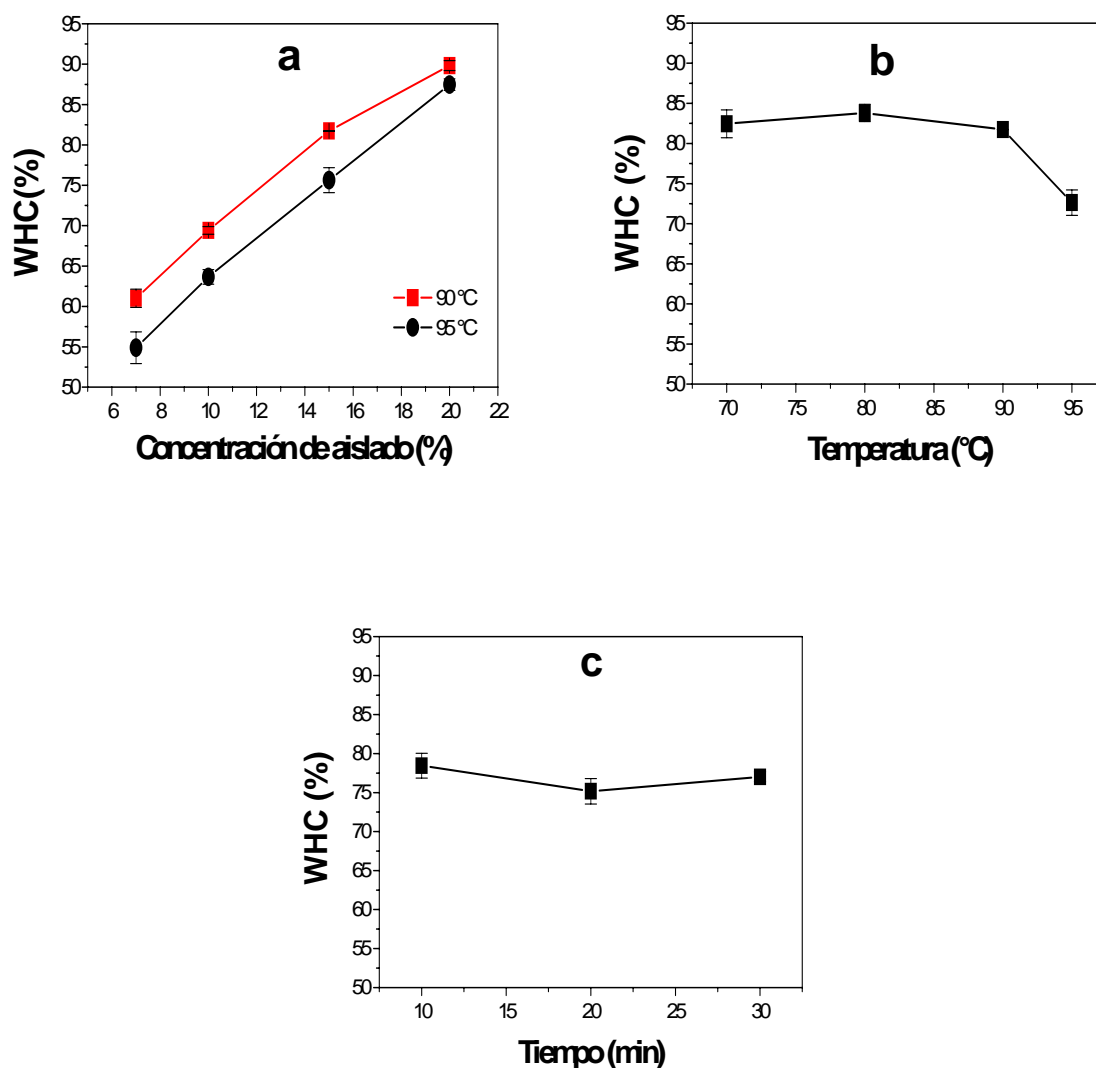 a
95
90
85
80
75
70
65
60
55
50
WHC(%)
90°C
95°C
6 8 10 12 14 16 18 20 22
Concentración de aislado (%)
b
95
90
85
80
75
70
65
60
55
50
WHC (%)
70 75 80 85 90 95
Temperatura (°C)
c
95
90
85
80
75
70
65
60
55
50
WHC (%)
10 15 20 25 30
Tiempo (min)